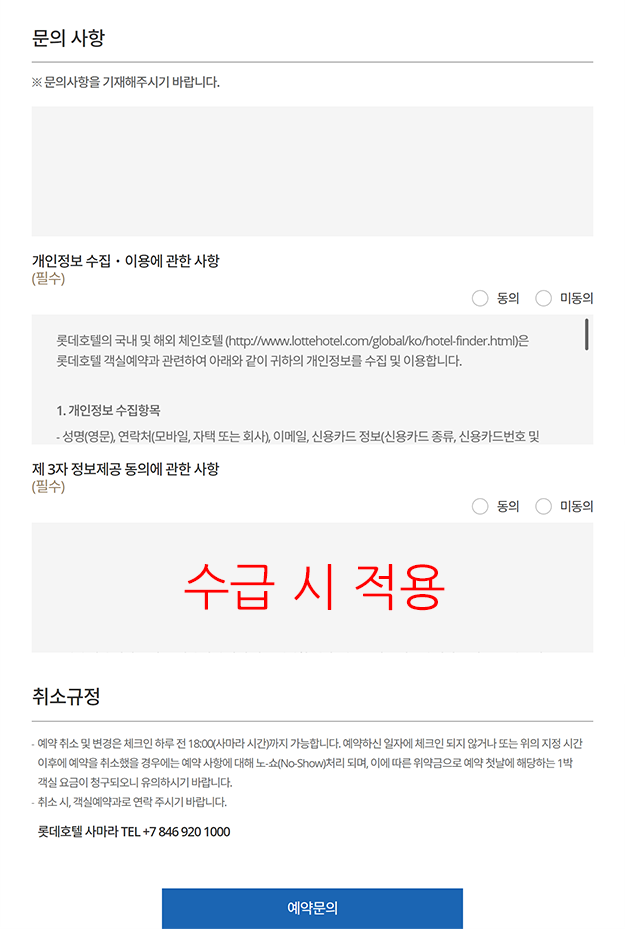 문의 사항
※ 문의사항을 기재해주시기 바랍니다.
개인정보 수집 · 이용에 관한 사항
(필수)
동의 미동의
롯데호텔의 국내 및 해외 체인호텔 (http://www.lottehotel.com/global/ko/hotel-finder.html)은
롯데호텔 객실예약과 관련하여 아래와 같이 귀하의 개인정보를 수집 및 이용합니다.
1. 개인정보 수집항목
- 성명(영문), 연락처(모바일, 자택 또는 회사), 이메일, 신용카드 정보(신용카드 종류, 신용카드번호 및
제 3자 정보제공 동의에 관한 사항
(필수)
동의 미동의
수급 시 적용
취소규정
- 예약 취소 및 변경은 체크인 하루 전 18:00(사마라 시간)까지 가능합니다. 예약하신 일자에 체크인 되지 않거나 또는 위의 지정 시간
이후에 예약을 취소했을 경우에는 예약 사항에 대해 노-쇼(No-Show)처리 되며, 이에 따른 위약금으로 예약 첫날에 해당하는 1박
객실 요금이 청구되오니 유의하시기 바랍니다.
- 취소 시, 객실예약과로 연락 주시기 바랍니다.
롯데호텔 사마라 TEL +7 846 920 1000
예약문의